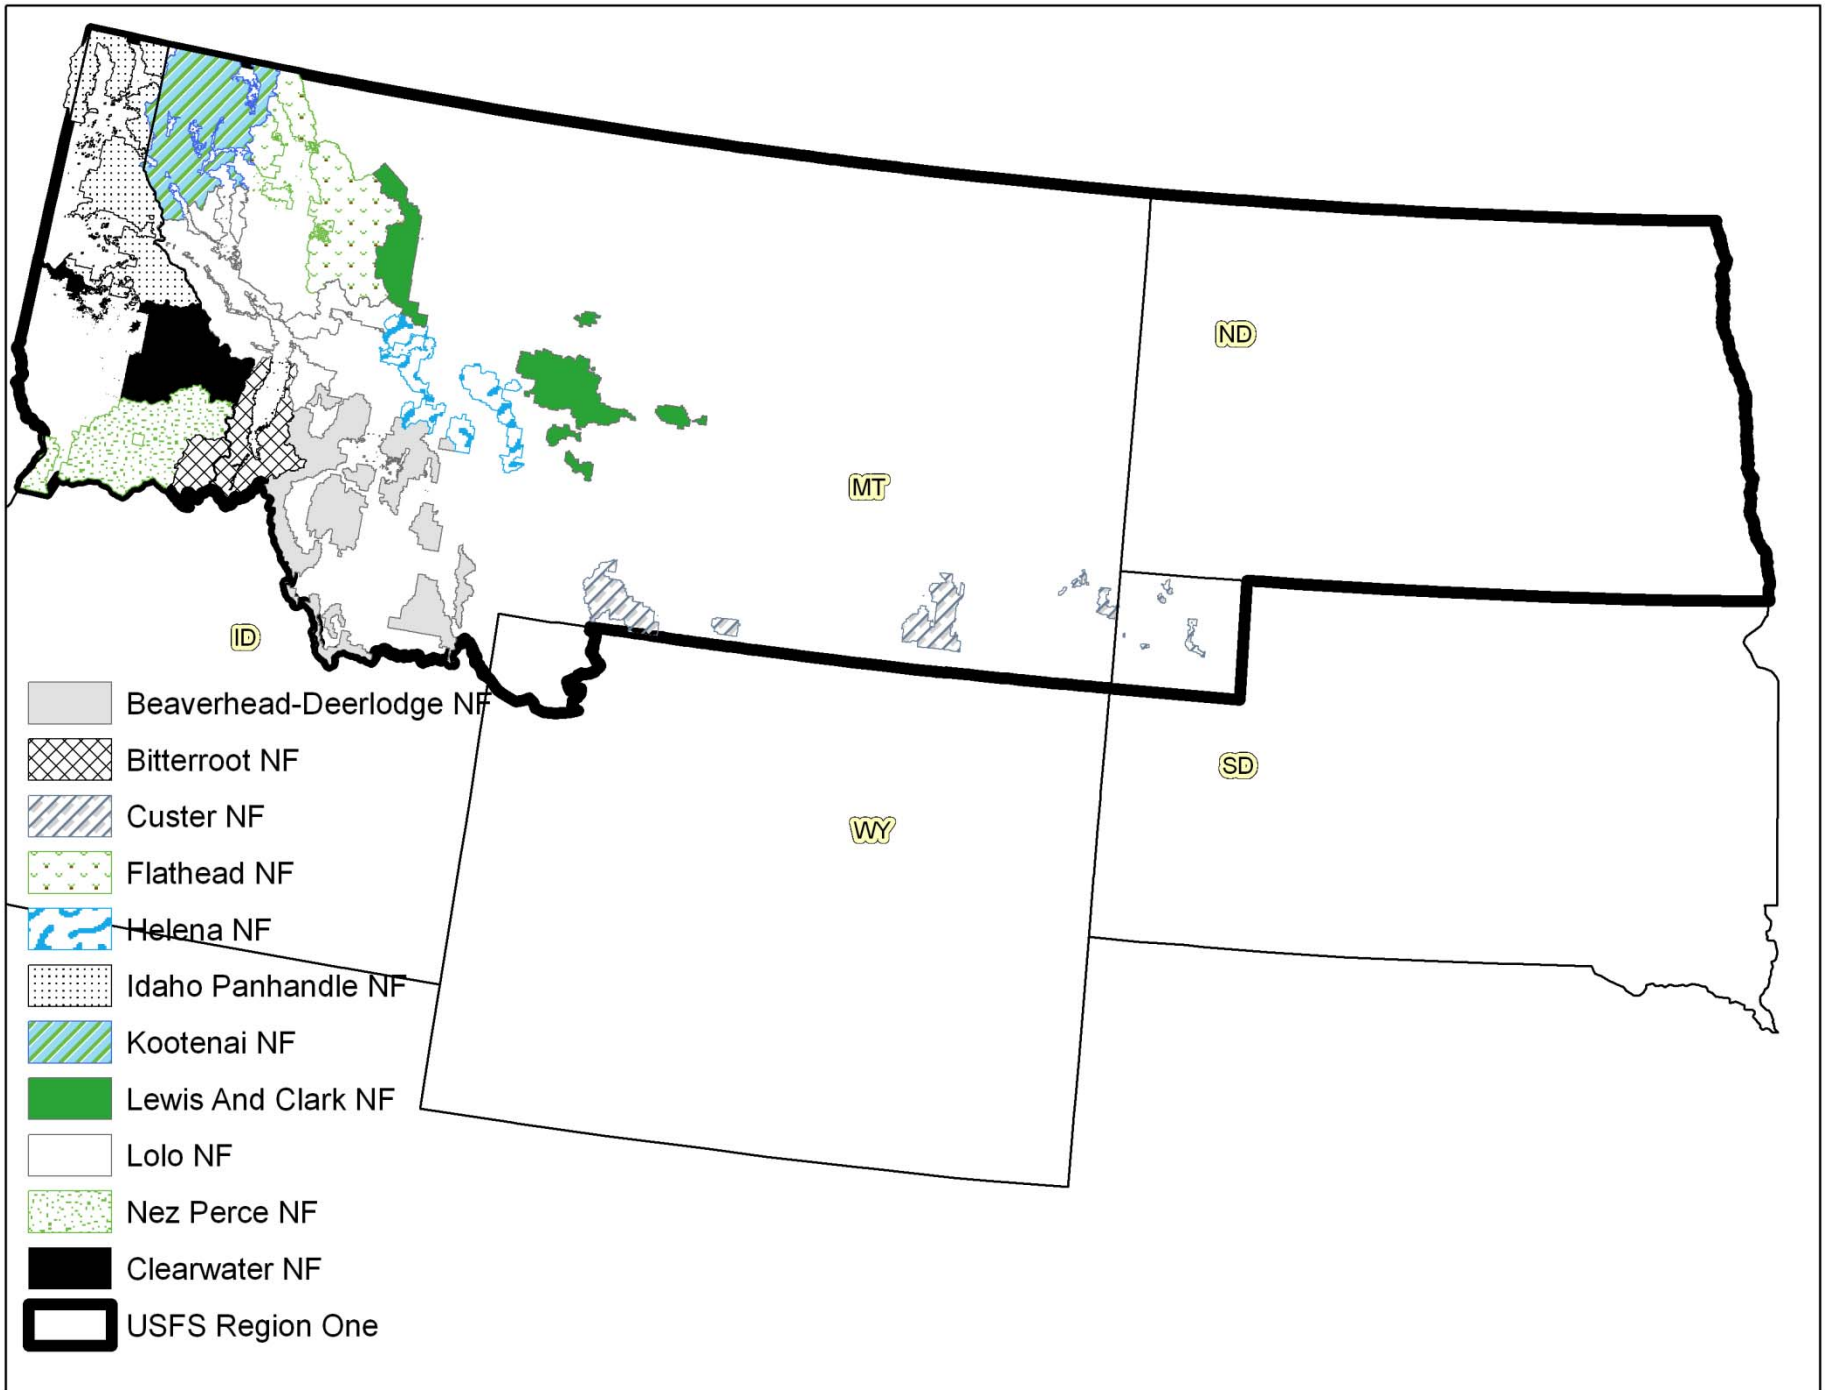 ND
MT
ID
SD
WY
Beaverhead-Deerlodge NF
Bitterroot NF
Custer NF
Flathead NF
Helena NF
Idaho Panhandle NF
Kootenai NF
Lewis And Clark NF
Lolo NF
Nez Perce NF
Clearwater NF
USFS Region One